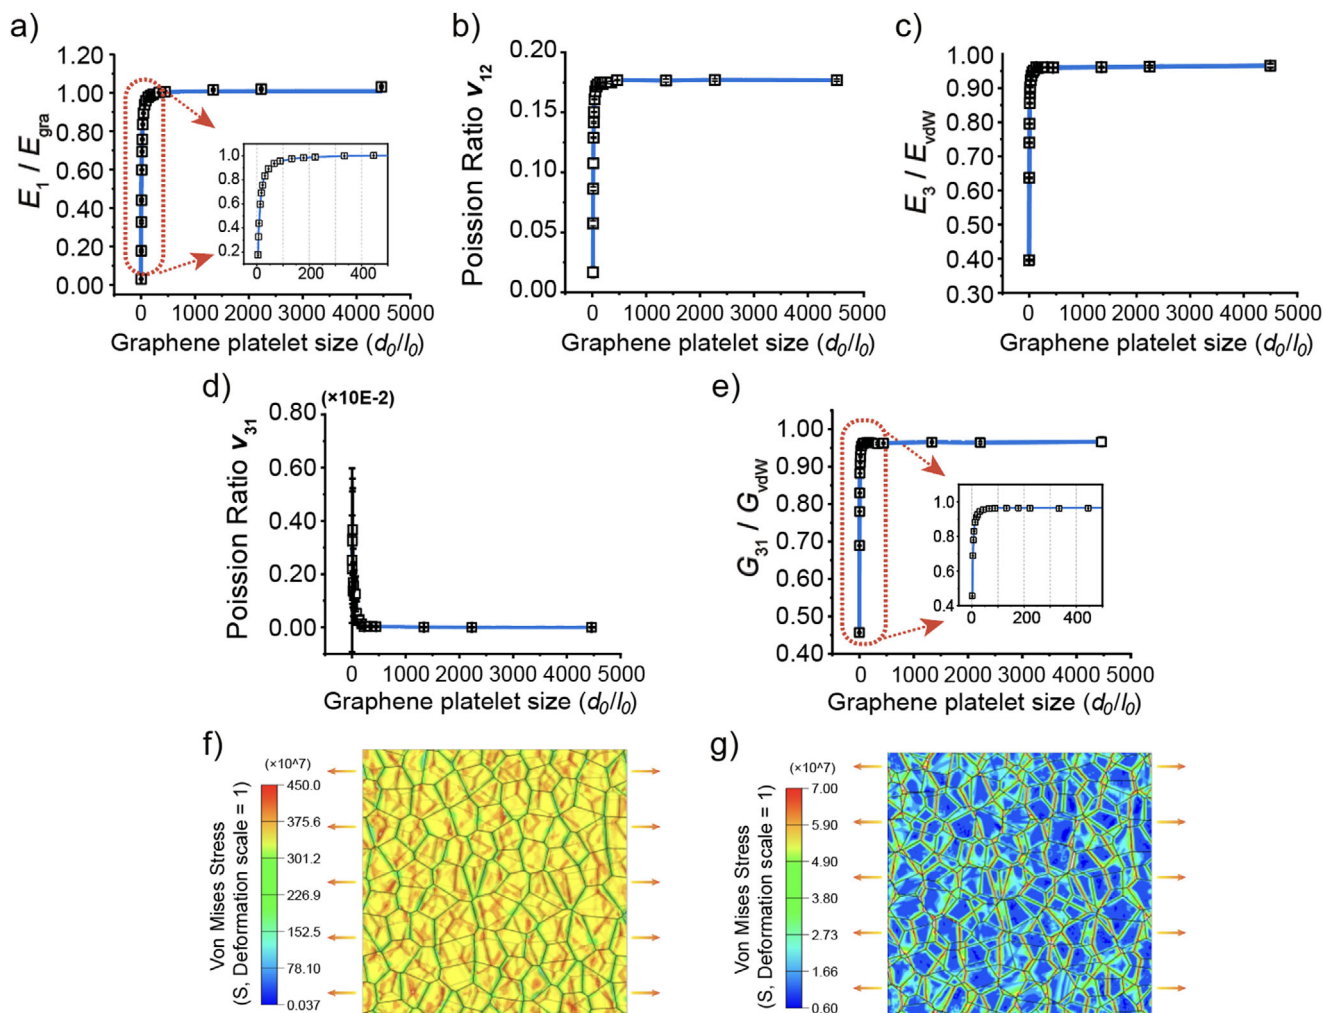 a)
1.20
1.00
0.80
0.60
0.40
0.20
0.00
E1 / Egra
1.0
0.8
0.6
0.4
0.2
0 200 400
0 1000 2000 3000 4000 5000
Graphene platelet size (d0/l0)
b)
0.20
0.15
0.10
0.05
0.00
Poission Ratio v12
0 1000 2000 3000 4000 5000
Graphene platelet size (d0/l0)
c)
1.00
0.90
0.80
0.70
0.60
0.50
0.40
0.30
E3 / EvdW
0 1000 2000 3000 4000 5000
Graphene platelet size (d0/l0)
d)
(×10E-2)
0.80
0.60
0.40
0.20
0.00
Poission Ratio v31
0 1000 2000 3000 4000 5000
Graphene platelet size (d0/l0)
e)
1.00
0.90
0.80
0.70
0.60
0.50
0.40
G31 / GvdW
1.0
0.8
0.6
0.4
0 200 400
0 1000 2000 3000 4000 5000
Graphene platelet size (d0/l0)
f)
(×10^7)
450.0
375.6
301.2
226.9
152.5
78.10
0.037
Von Mises Stress
(S, Deformation scale = 1)
g)
(×10^7)
7.00
5.90
4.90
3.80
2.73
1.66
0.60
Von Mises Stress
(S, Deformation scale = 1)